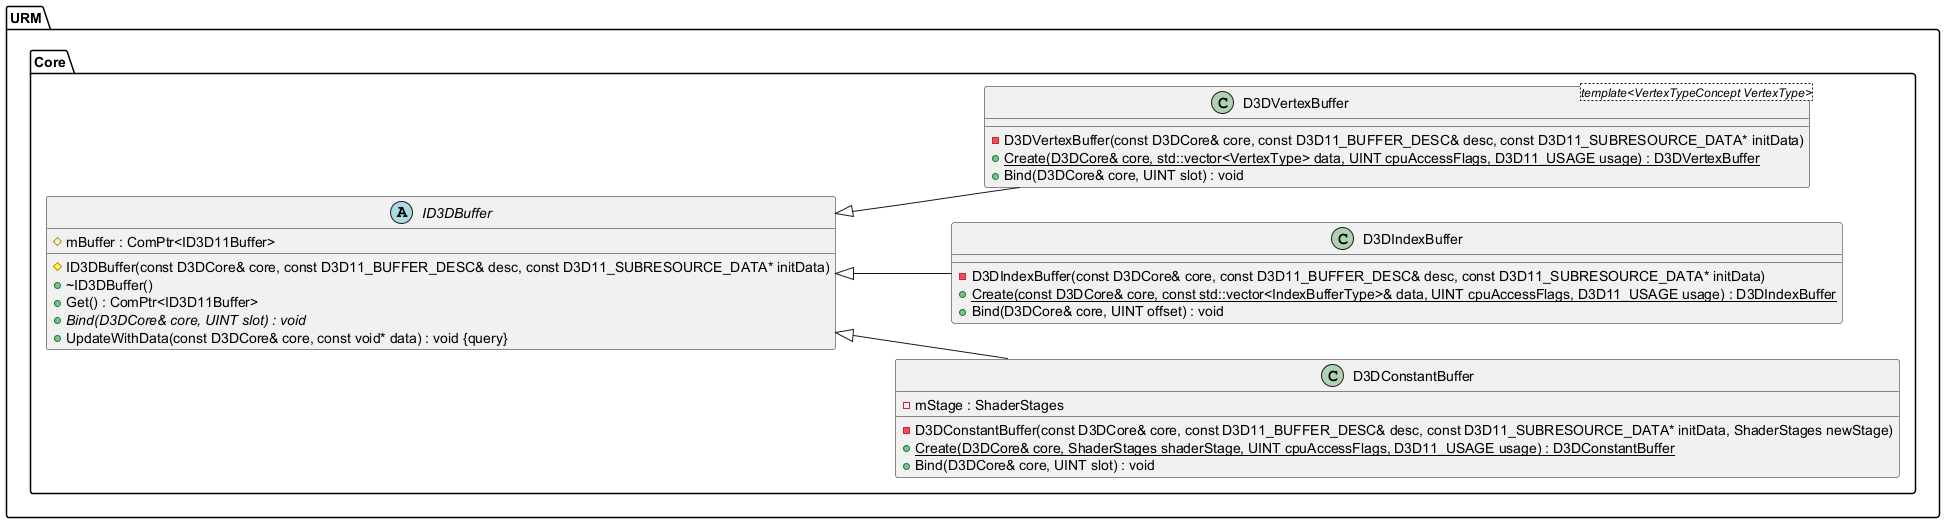 URM
Core
template<VertexTypeConcept VertexType>
C D3DVertexBuffer
D3DVertexBuffer(const D3DCore& core, const D3D11_BUFFER_DESC& desc, const D3D11_SUBRESOURCE_DATA* initData)
Create(D3DCore& core, std::vector<VertexType> data, UINT cpuAccessFlags, D3D11_USAGE usage) : D3DVertexBuffer
Bind(D3DCore& core, UINT slot) : void
A ID3DBuffer
mBuffer : ComPtr<ID3D11Buffer>
ID3DBuffer(const D3DCore& core, const D3D11_BUFFER_DESC& desc, const D3D11_SUBRESOURCE_DATA* initData)
~ID3DBuffer()
Get() : ComPtr<ID3D11Buffer>
Bind(D3DCore& core, UINT slot) : void
UpdateWithData(const D3DCore& core, const void* data) : void {query}
C D3DIndexBuffer
D3DIndexBuffer(const D3DCore& core, const D3D11_BUFFER_DESC& desc, const D3D11_SUBRESOURCE_DATA* initData)
Create(const D3DCore& core, const std::vector<IndexBufferType>& data, UINT cpuAccessFlags, D3D11_USAGE usage) : D3DIndexBuffer
Bind(D3DCore& core, UINT offset) : void
C D3DConstantBuffer
mStage : ShaderStages
D3DConstantBuffer(const D3DCore& core, const D3D11_BUFFER_DESC& desc, const D3D11_SUBRESOURCE_DATA* initData, ShaderStages newStage)
Create(D3DCore& core, ShaderStages shaderStage, UINT cpuAccessFlags, D3D11_USAGE usage) : D3DConstantBuffer
Bind(D3DCore& core, UINT slot) : void